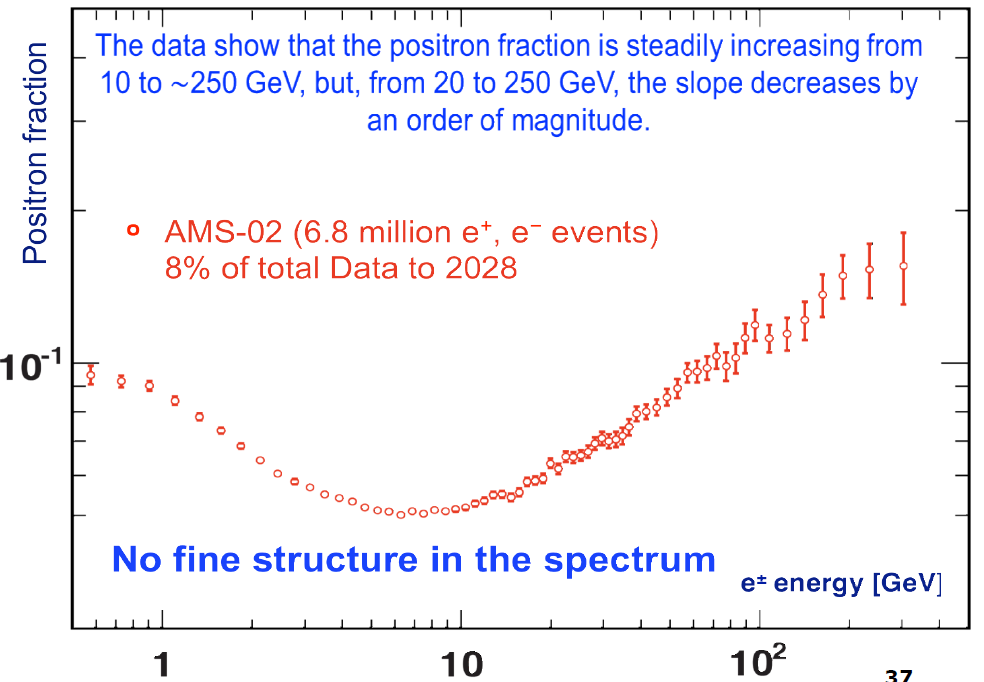 The data show that the positron fraction is steadily increasing from
10 to ~250 GeV, but, from 20 to 250 GeV, the slope decreases by
an order of magnitude.
Positron fraction
AMS-02 (6.8 million e⁺, e⁻ events)
8% of total Data to 2028
10⁻¹
No fine structure in the spectrum
e± energy [GeV]
1 10 10²
37